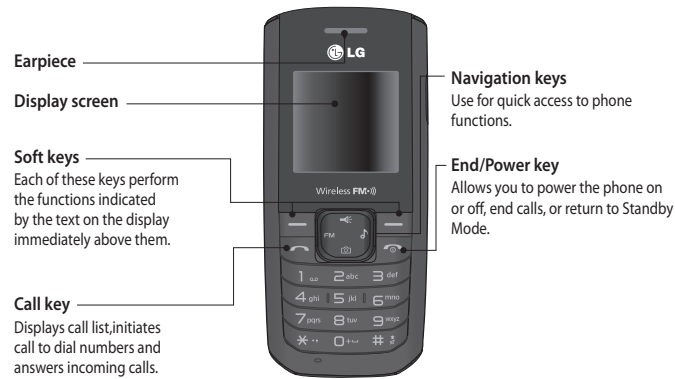 Earpiece
Display screen
Soft keys
Each of these keys perform
the functions indicated
by the text on the display
immediately above them.
Call key
Displays call list,initiates
call to dial numbers and
answers incoming calls.
LG
Wireless FM
FM
1
2 abc
3 def
4 ghi
5 jkl
6 mno
7 pqrs
8 tuv
9 wxyz
*
0 +
#
Navigation keys
Use for quick access to phone
functions.
End/Power key
Allows you to power the phone on
or off, end calls, or return to Standby
Mode.